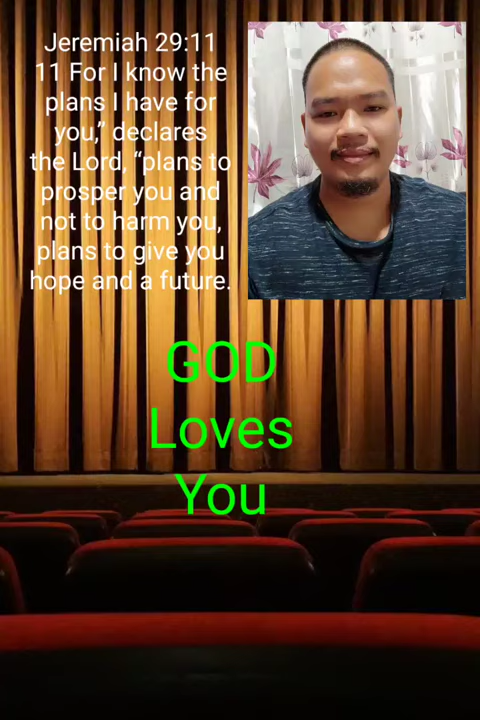 Jeremiah 29:11
11 For I know the
plans I have for
you,” declares
the Lord, “plans to
prosper you and
not to harm you,
plans to give you
hope and a future.
GOD
Loves
You